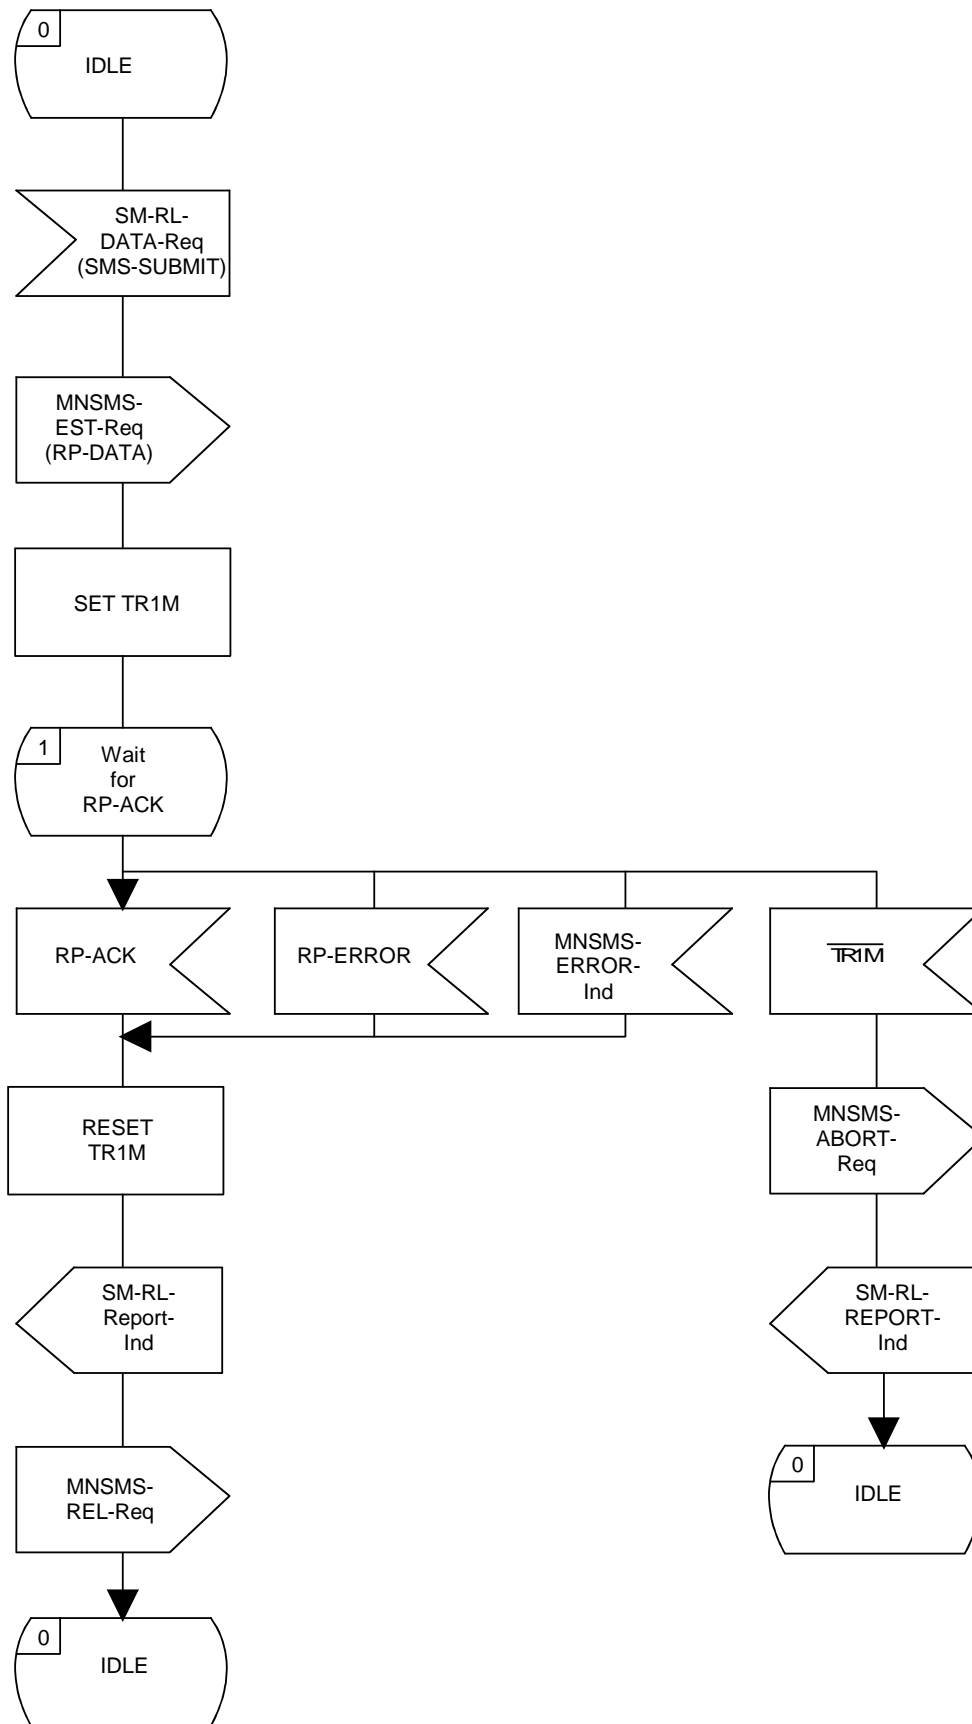 0
IDLE
SM-RL-
DATA-Req
(SMS-SUBMIT)
MNSMS-
EST-Req
(RP-DATA)
SET TR1M
1
Wait
for
RP-ACK
RP-ACK
RP-ERROR
MNSMS-
ERROR-
Ind
TR1M
RESET
TR1M
MNSMS-
ABORT-
Req
SM-RL-
Report-
Ind
SM-RL-
REPORT-
Ind
MNSMS-
REL-Req
0
IDLE
0
IDLE